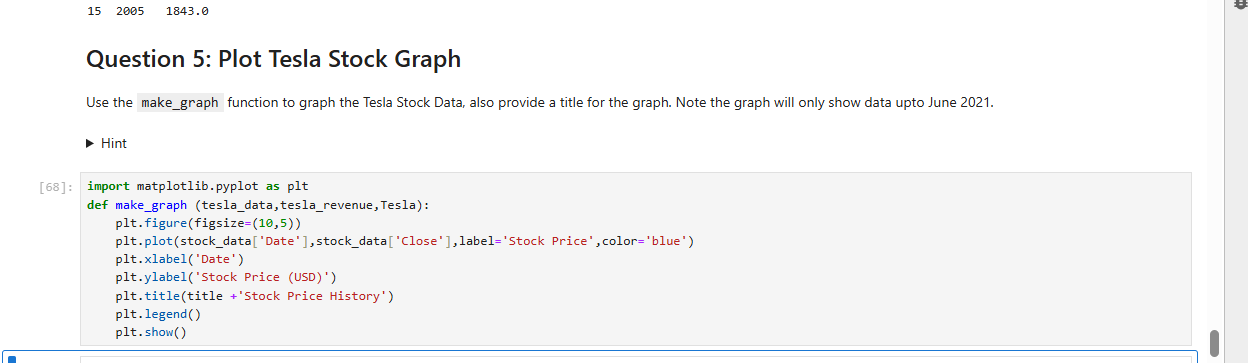 15 2005 1843.0
Question 5: Plot Tesla Stock Graph
Use the make_graph function to graph the Tesla Stock Data, also provide a title for the graph. Note the graph will only show data upto June 2021.
▶ Hint
[68]:
import matplotlib.pyplot as plt
def make_graph (tesla_data,tesla_revenue,Tesla):
    plt.figure(figsize=(10,5))
    plt.plot(stock_data['Date'],stock_data['Close'],label='Stock Price',color='blue')
    plt.xlabel('Date')
    plt.ylabel('Stock Price (USD)')
    plt.title(title +'Stock Price History')
    plt.legend()
    plt.show()